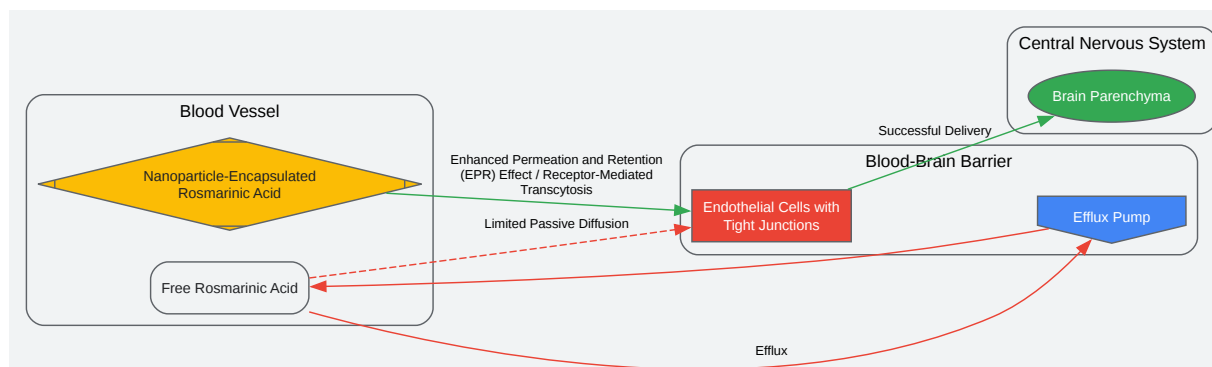 Central Nervous System
Brain Parenchyma
Blood Vessel
Nanoparticle-Encapsulated
Rosmarinic Acid
Free Rosmarinic Acid
Enhanced Permeation and Retention
(EPR) Effect / Receptor-Mediated
Transcytosis
Limited Passive Diffusion
Successful Delivery
Blood-Brain Barrier
Endothelial Cells with
Tight Junctions
Efflux Pump
Efflux